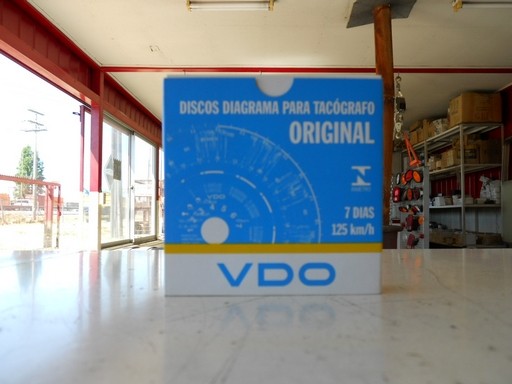 DISCOS DIAGRAMA PARA TACÓGRAFO
ORIGINAL
7 DIAS
125 km/h
VDO